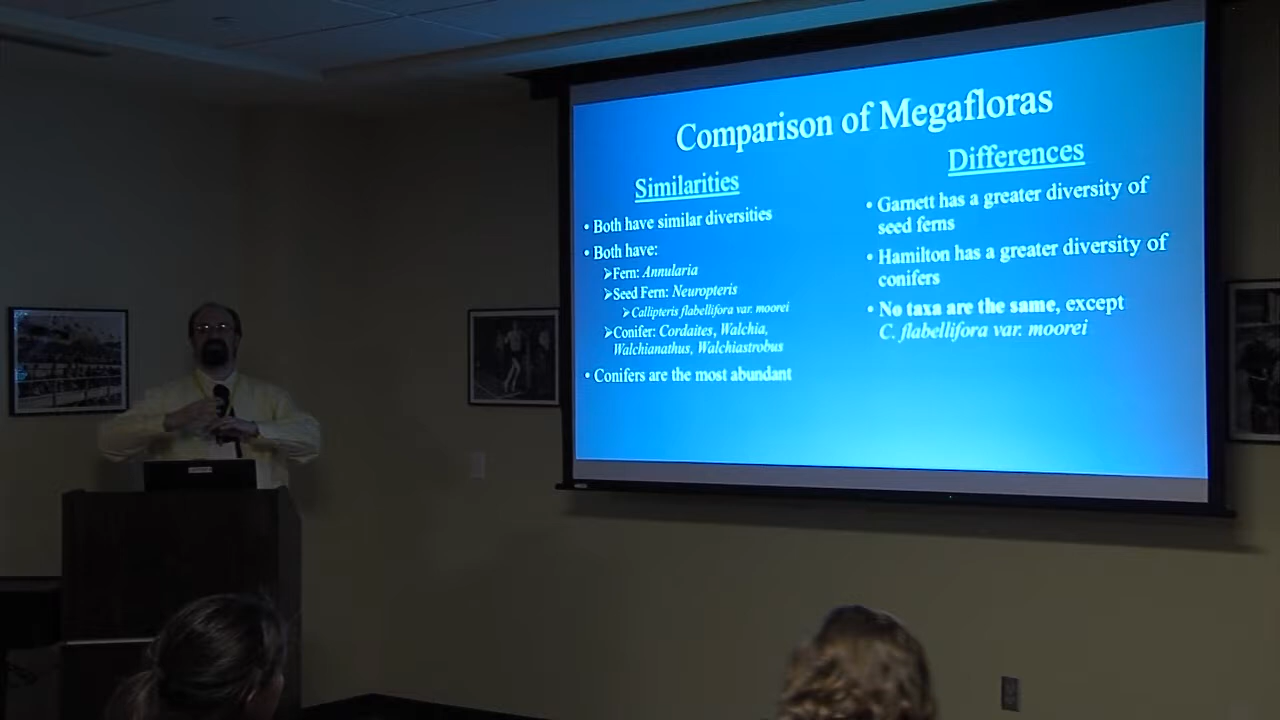 Comparison of Megafloras
Similarities
• Both have similar diversities
• Both have:
➢Fern: Annularia
➢Seed Fern: Neuropteris
➢Callipteris flabellifora var. moorei
➢Conifer: Cordaites, Walchia,
Walchianathus, Walchiastrobus
• Conifers are the most abundant
Differences
• Garnett has a greater diversity of
seed ferns
• Hamilton has a greater diversity of
conifers
• No taxa are the same, except
C. flabellifora var. moorei